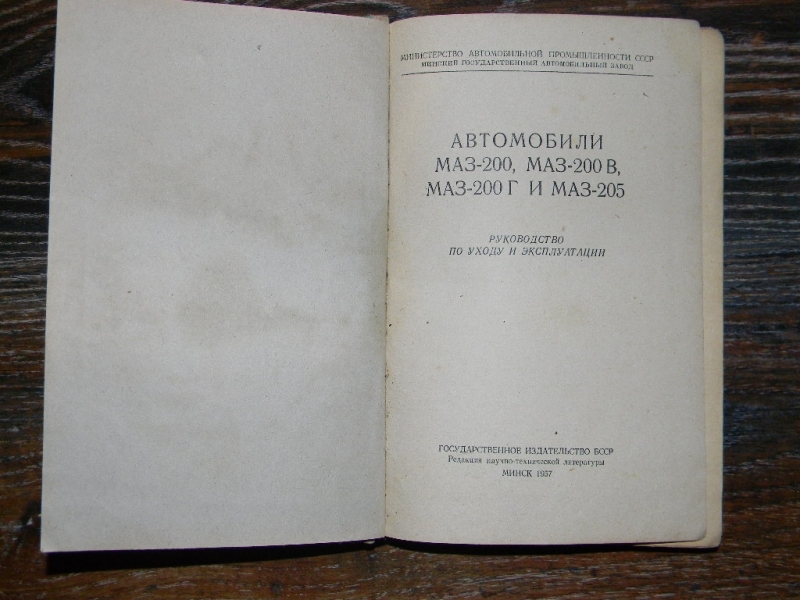 МИНИСТЕРСТВО АВТОМОБИЛЬНОЙ ПРОМЫШЛЕННОСТИ СССР
МИНСКИЙ ГОСУДАРСТВЕННЫЙ АВТОМОБИЛЬНЫЙ ЗАВОД
АВТОМОБИЛИ
МАЗ-200, МАЗ-200 В,
МАЗ-200 Г И МАЗ-205
РУКОВОДСТВО
ПО УХОДУ И ЭКСПЛУАТАЦИИ
ГОСУДАРСТВЕННОЕ ИЗДАТЕЛЬСТВО БССР
Редакция научно-технической литературы
МИНСК 1957